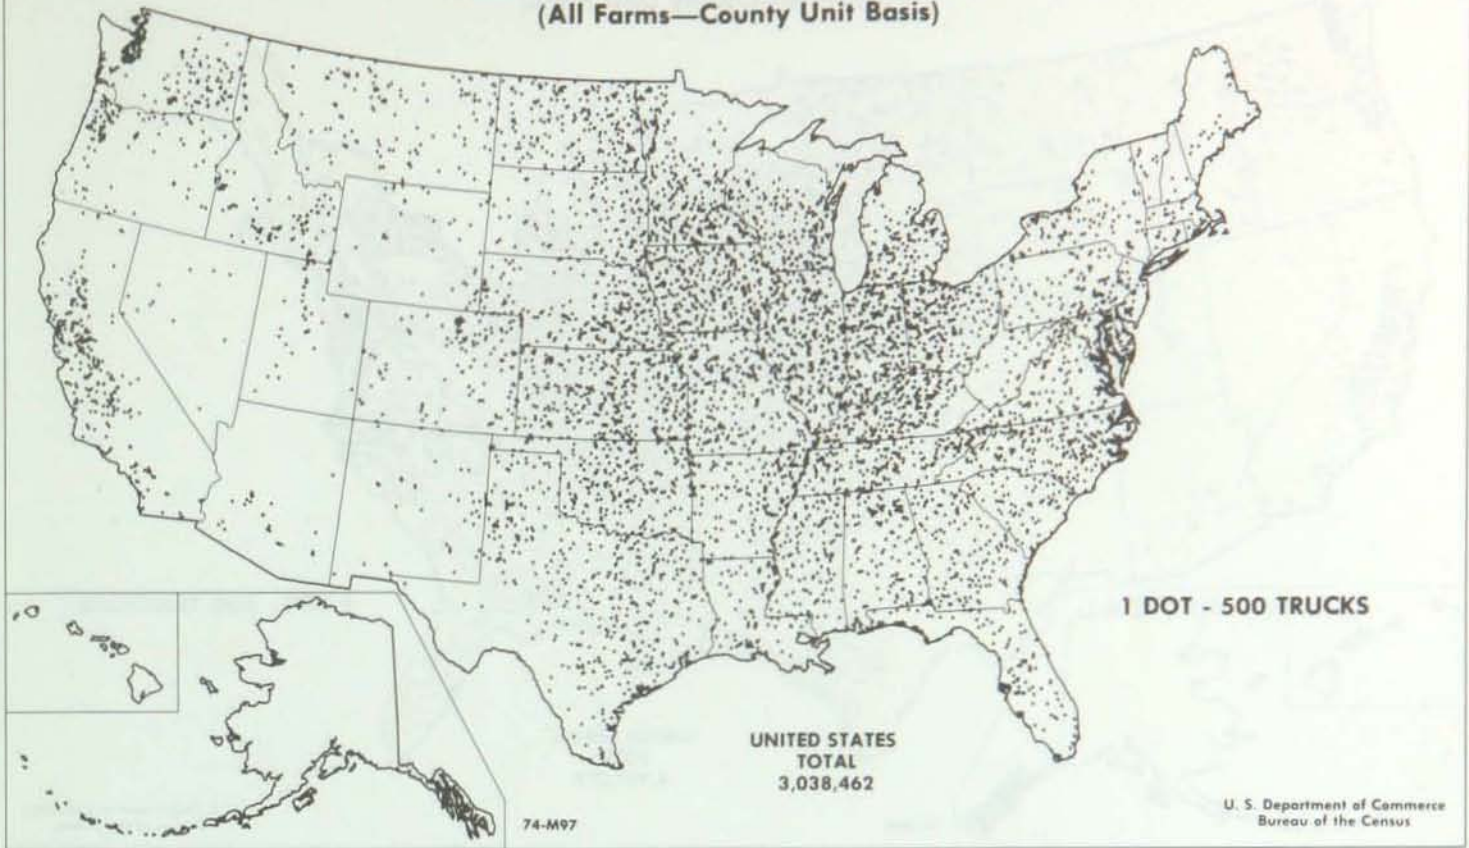 (All Farms—County Unit Basis)
1 DOT - 500 TRUCKS
UNITED STATES
TOTAL
3,038,462
74-M97
U. S. Department of Commerce
Bureau of the Census